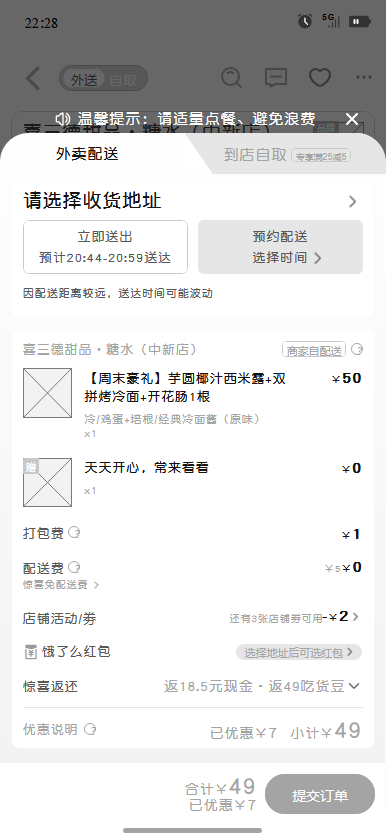 22:28
5G
外送 自取
喜三德甜品·糖水（中新店）
温馨提示：请适量点餐、避免浪费
外卖配送
到店自取 专享满25减5
请选择收货地址
立即送出
预计20:44-20:59送达
预约配送
选择时间
因配送距离较远，送达时间可能波动
喜三德甜品·糖水（中新店）
商家自配送
【周末豪礼】芋圆椰汁西米露+双拼烤冷面+开花肠1根
¥50
冷/鸡蛋+培根/经典冷面酱（原味）
x1
赠
天天开心，常来看看
¥0
x1
打包费
¥1
配送费
¥5 ¥0
惊喜免配送费
店铺活动/券
还有3张店铺券可用 -¥2
饿了么红包
选择地址后可选红包
惊喜返还
返18.5元现金·返49吃货豆
优惠说明
已优惠¥7 小计¥49
合计¥49
已优惠¥7
提交订单